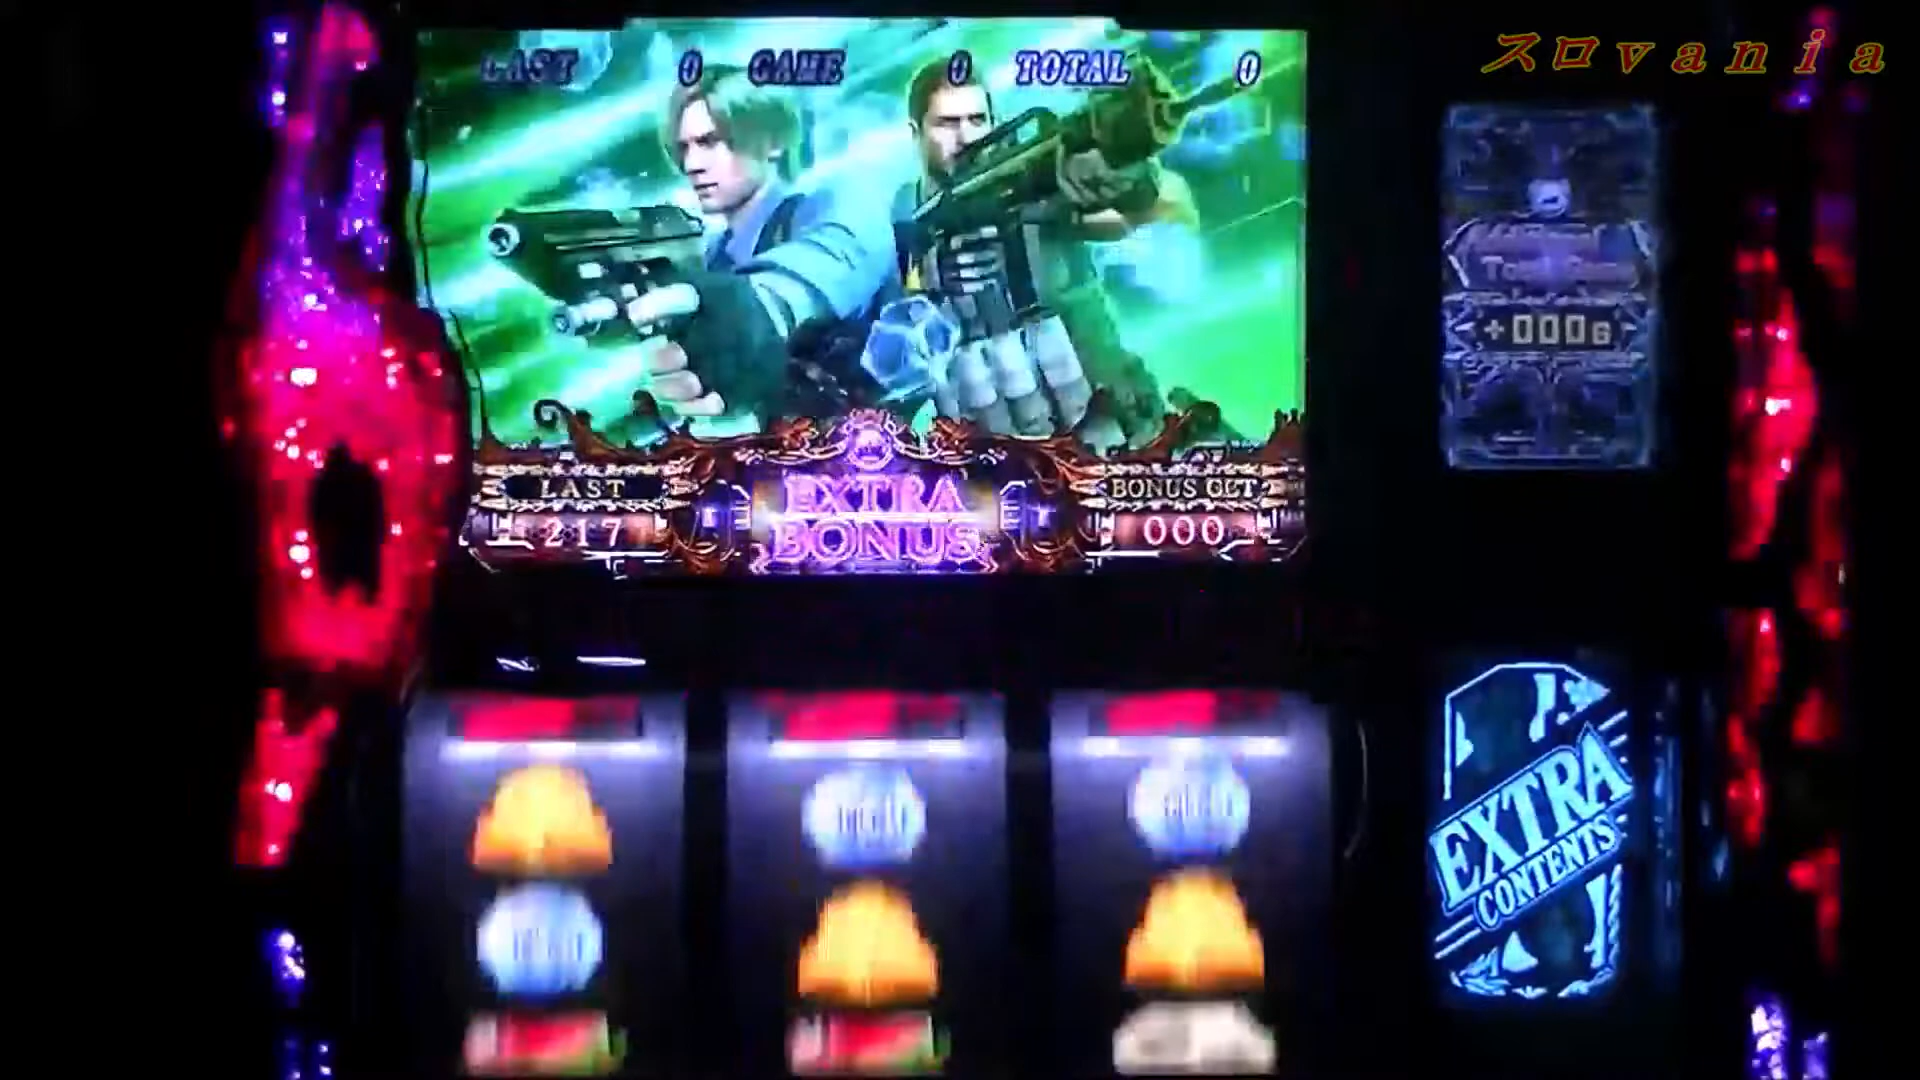 スロvania
LAST 0 GAME 0 TOTAL 0
+000G
LAST
217
EXTRA
BONUS
BONUS GET
000
EXTRA
CONTENTS